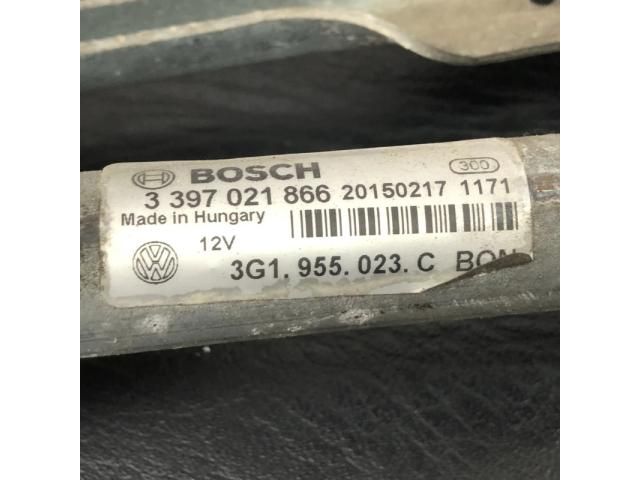 BOSCH 300
3 397 021 866 20150217 1171
Made in Hungary
12V
3G1. 955. 023. C